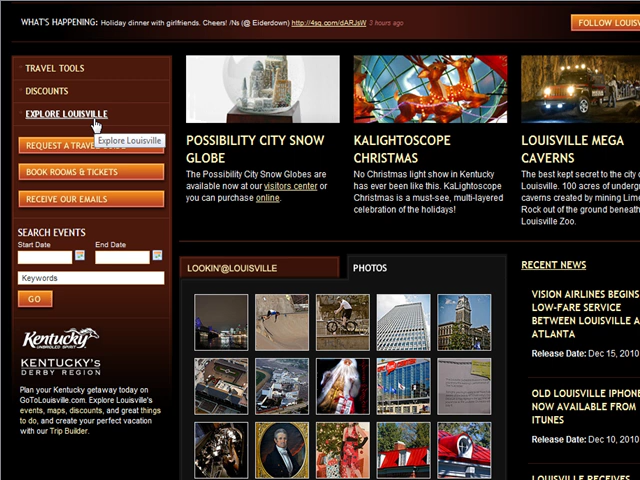 WHAT'S HAPPENING: Holiday dinner with girlfriends. Cheers! /Ns (@ Eiderdown) http://4sq.com/dARJsW 3 hours ago
FOLLOW LOUISV
TRAVEL TOOLS
DISCOUNTS
EXPLORE LOUISVILLE
Explore Louisville
REQUEST A TRAVEL
BOOK ROOMS & TICKETS
RECEIVE OUR EMAILS
SEARCH EVENTS
Start Date
End Date
Keywords
GO
Kentucky
UNBRIDLED SPIRIT
KENTUCKY'S
DERBY REGION
Plan your Kentucky getaway today on
GoToLouisville.com. Explore Louisville's
events, maps, discounts, and great things
to do, and create your perfect vacation
with our Trip Builder.
POSSIBILITY CITY SNOW
GLOBE
The Possibility City Snow Globes are
available now at our visitors center or
you can purchase online.
KALIGHTOSCOPE
CHRISTMAS
No Christmas light show in Kentucky
has ever been like this. KaLightoscope
Christmas is a must-see, multi-layered
celebration of the holidays!
LOUISVILLE MEGA
CAVERNS
The best kept secret to the city o
Louisville. 100 acres of undergr
caverns created by mining Lime
Rock out of the ground beneath
Louisville Zoo.
LOOKIN'@LOUISVILLE
PHOTOS
RECENT NEWS
VISION AIRLINES BEGINS
LOW-FARE SERVICE
BETWEEN LOUISVILLE A
ATLANTA
Release Date: Dec 15, 2010
OLD LOUISVILLE IPHONE
NOW AVAILABLE FROM
ITUNES
Release Date: Dec 10, 2010
LOUISVILLE RECEIVES